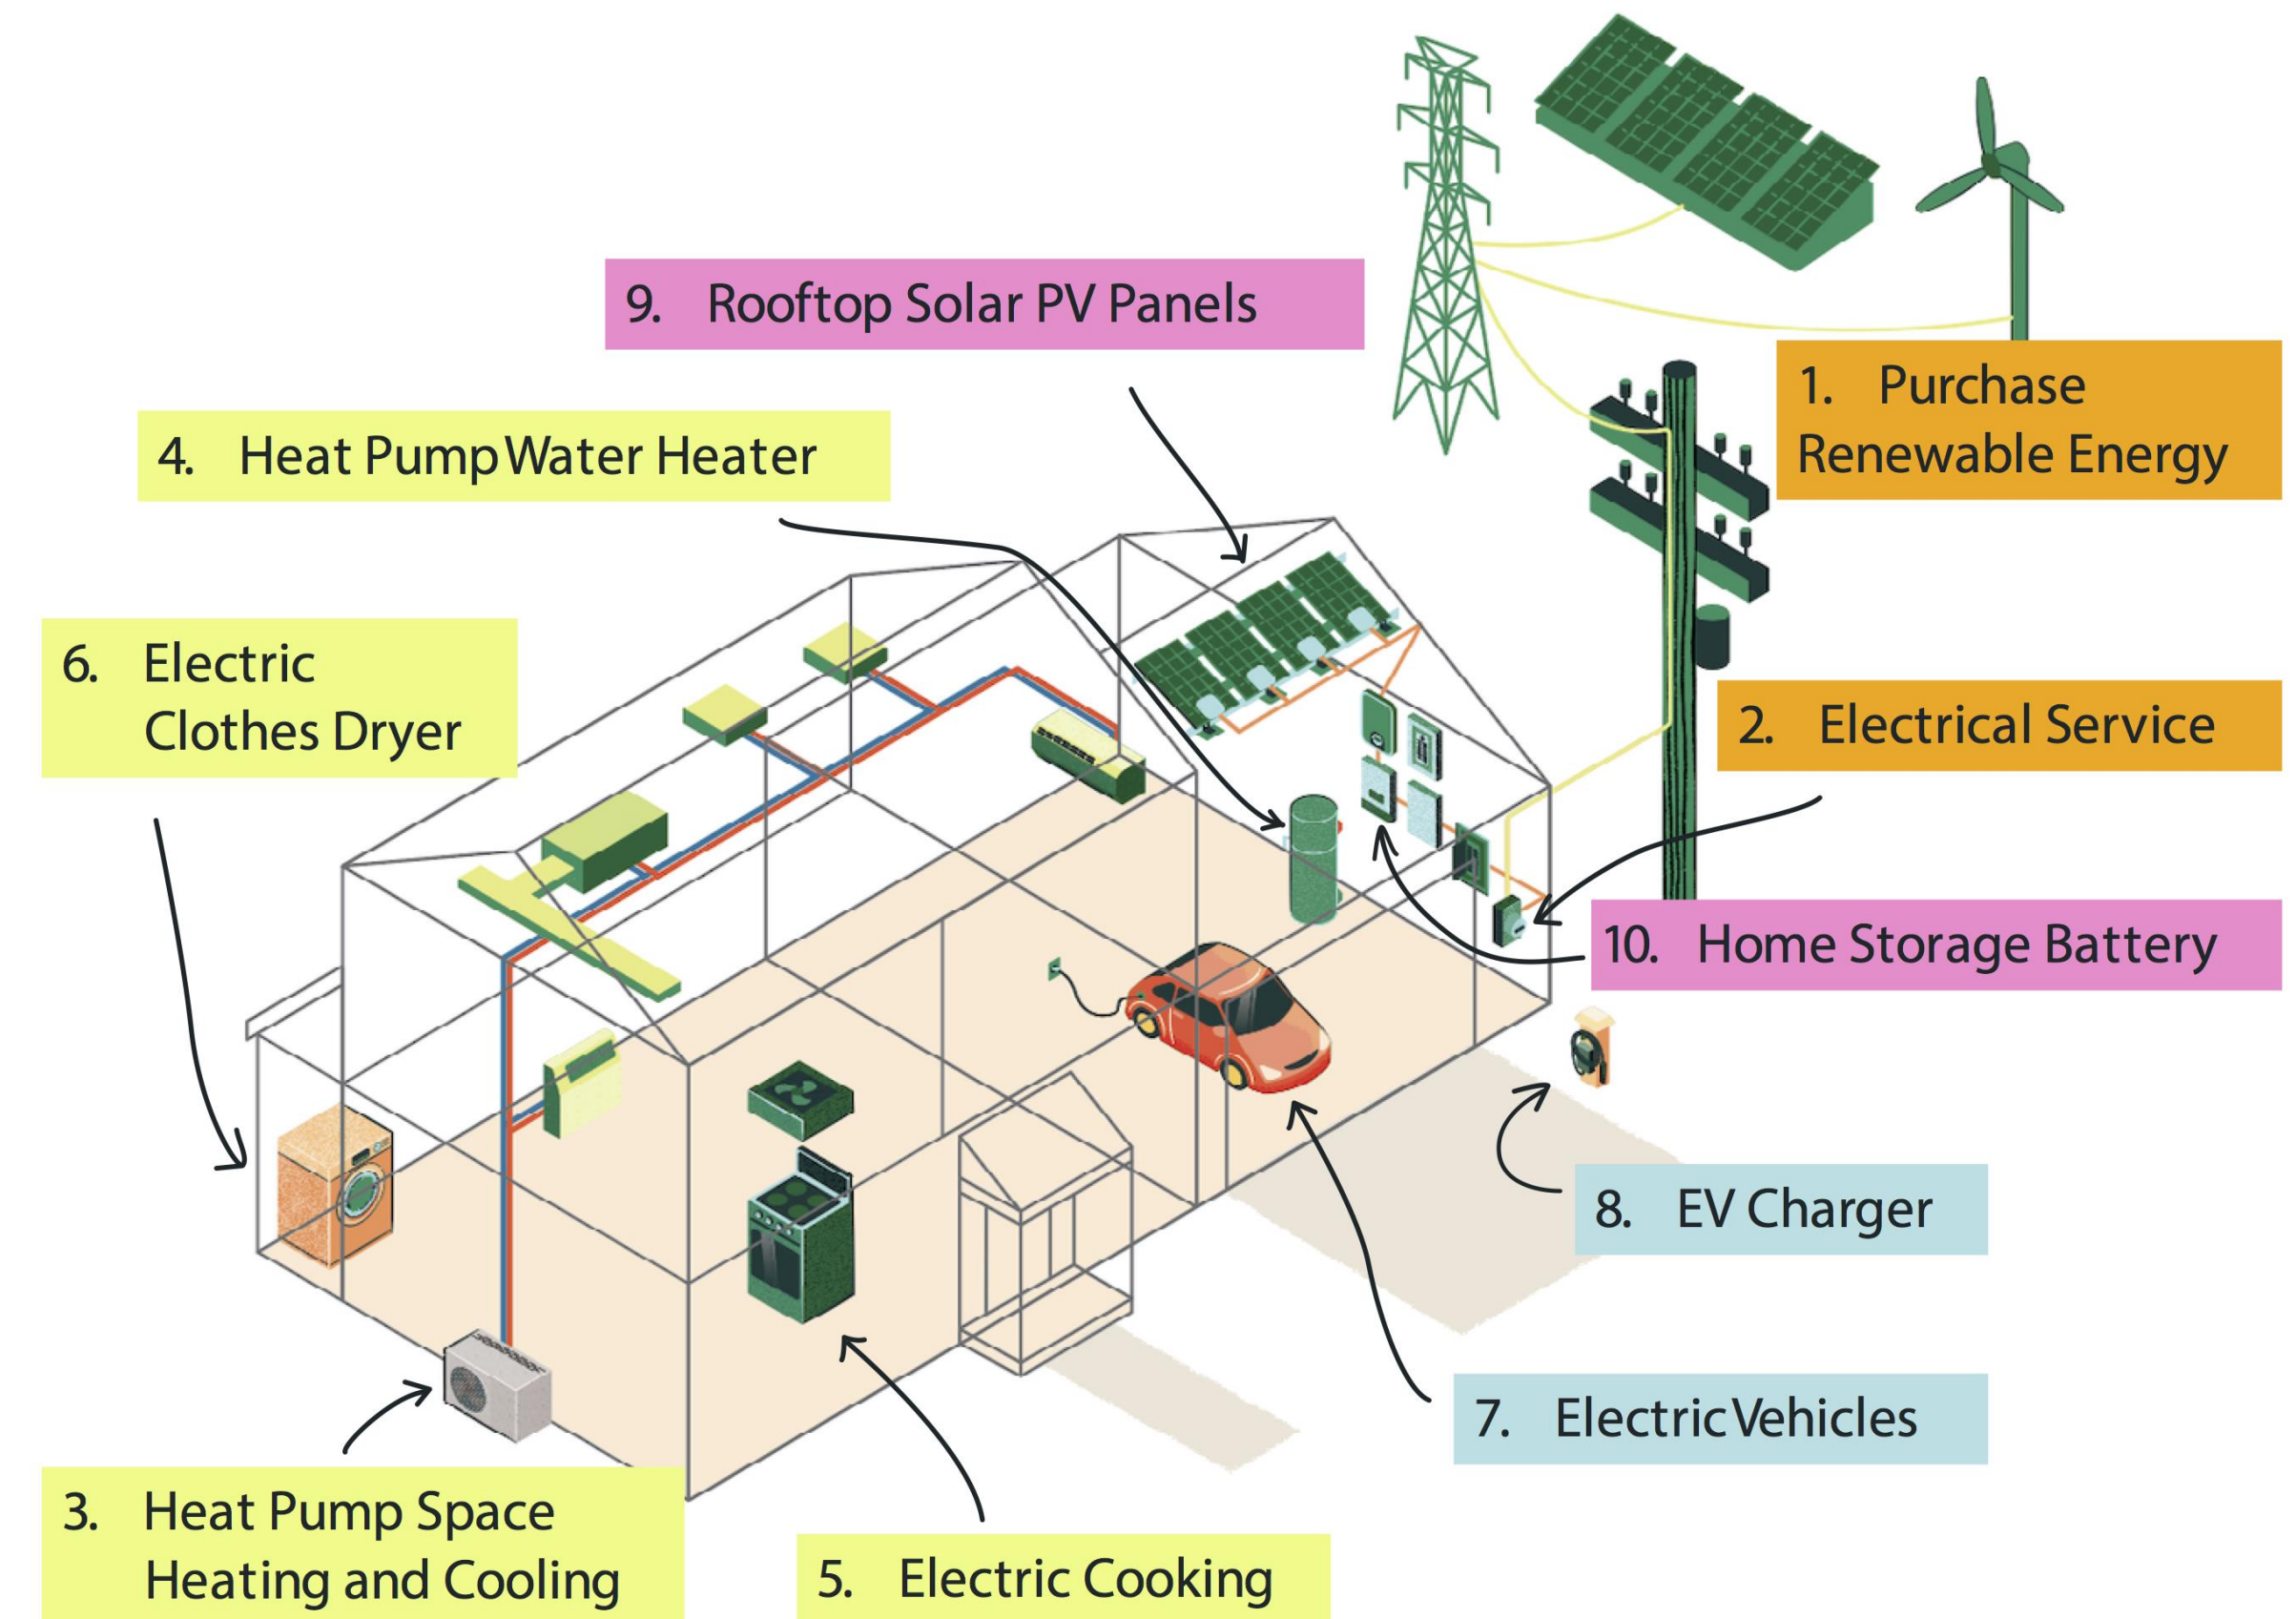 9. Rooftop Solar PV Panels
1. Purchase
Renewable Energy
4. Heat Pump Water Heater
6. Electric
Clothes Dryer
2. Electrical Service
10. Home Storage Battery
8. EV Charger
7. Electric Vehicles
3. Heat Pump Space
Heating and Cooling
5. Electric Cooking